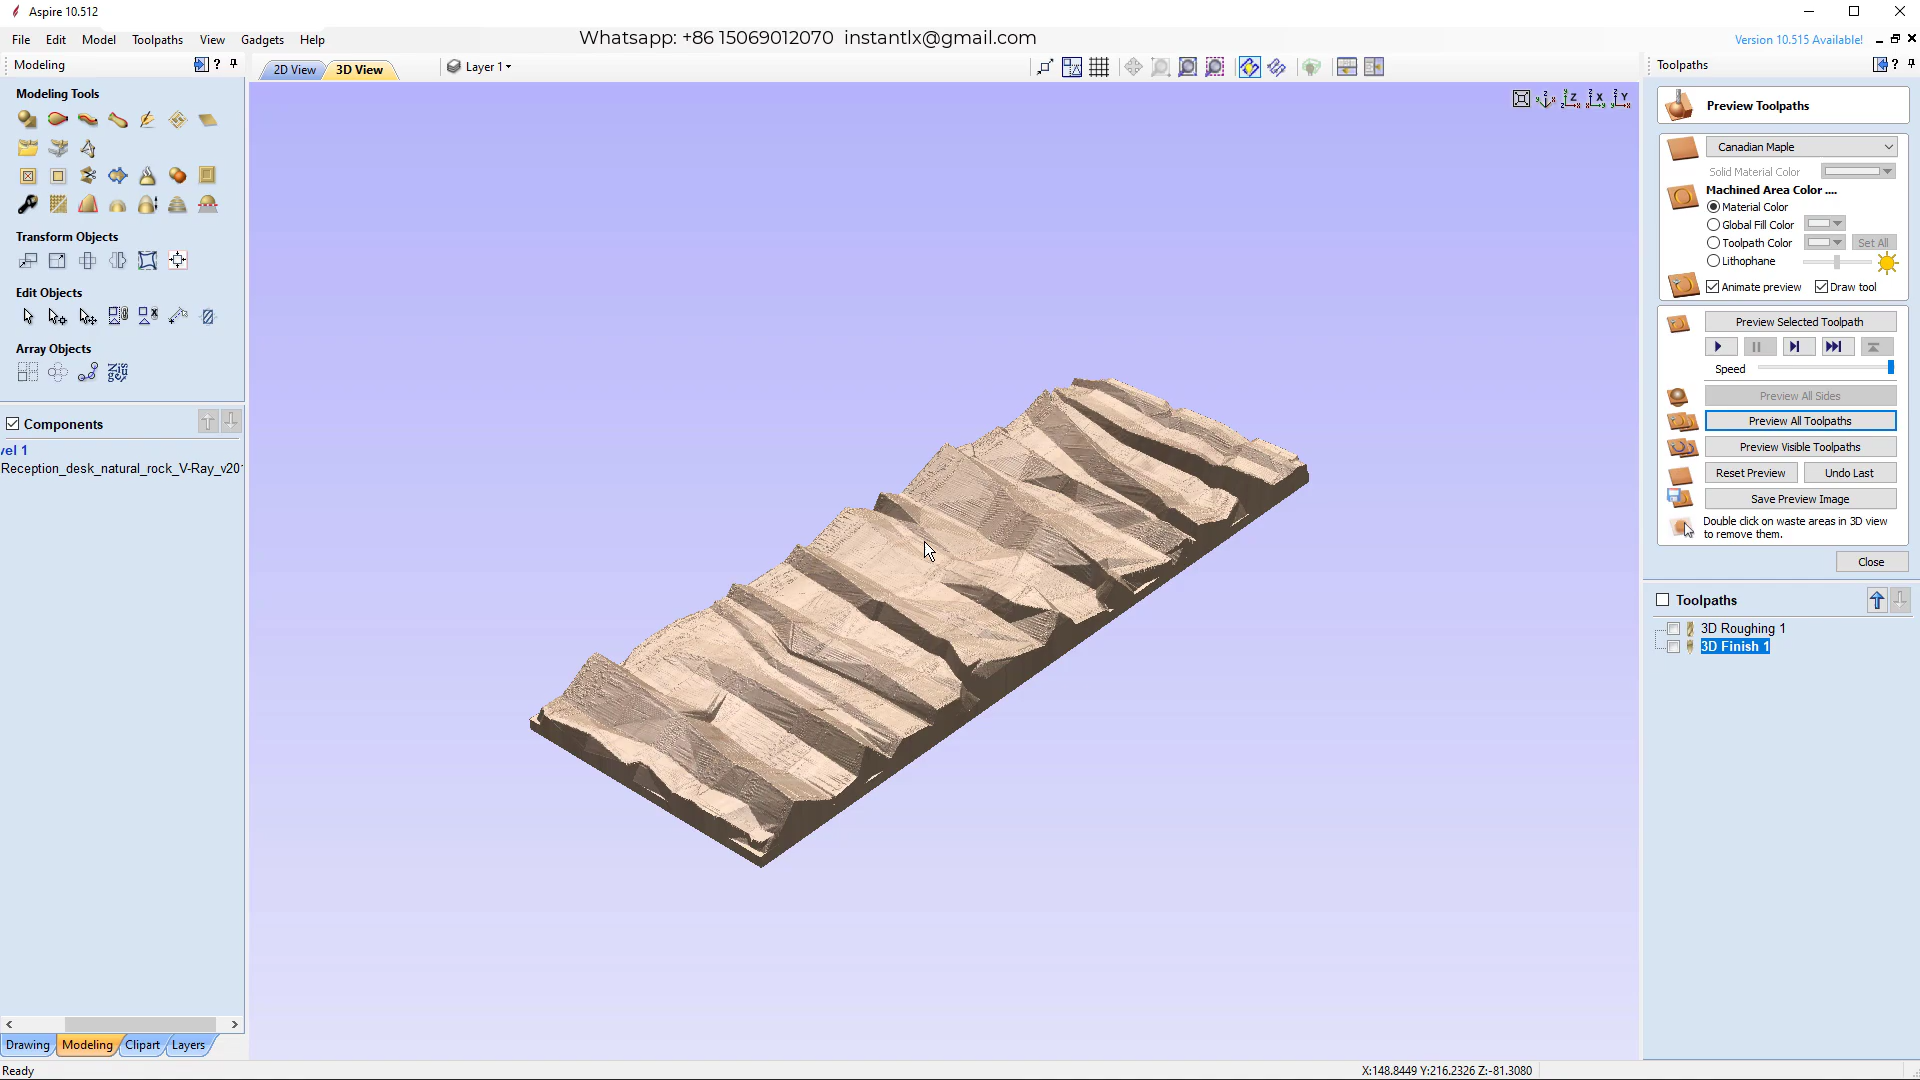 Aspire 10.512
File Edit Model Toolpaths View Gadgets Help
Whatsapp: +86 15069012070 instantlx@gmail.com
Version 10.515 Available!
Modeling
2D View
3D View
Layer 1
Toolpaths
Modeling Tools
Transform Objects
Edit Objects
Array Objects
Components
vel 1
Reception_desk_natural_rock_V-Ray_v20
Drawing Modeling Clipart Layers
Ready
Z
X
Y
Preview Toolpaths
Canadian Maple
Solid Material Color
Machined Area Color ....
Material Color
Global Fill Color
Toolpath Color
Set All
Lithophane
Animate preview
Draw tool
Preview Selected Toolpath
Speed
Preview All Sides
Preview All Toolpaths
Preview Visible Toolpaths
Reset Preview
Undo Last
Save Preview Image
Double click on waste areas in 3D view
to remove them.
Close
Toolpaths
3D Roughing 1
3D Finish 1
X:148.8449 Y:216.2326 Z:-81.3080